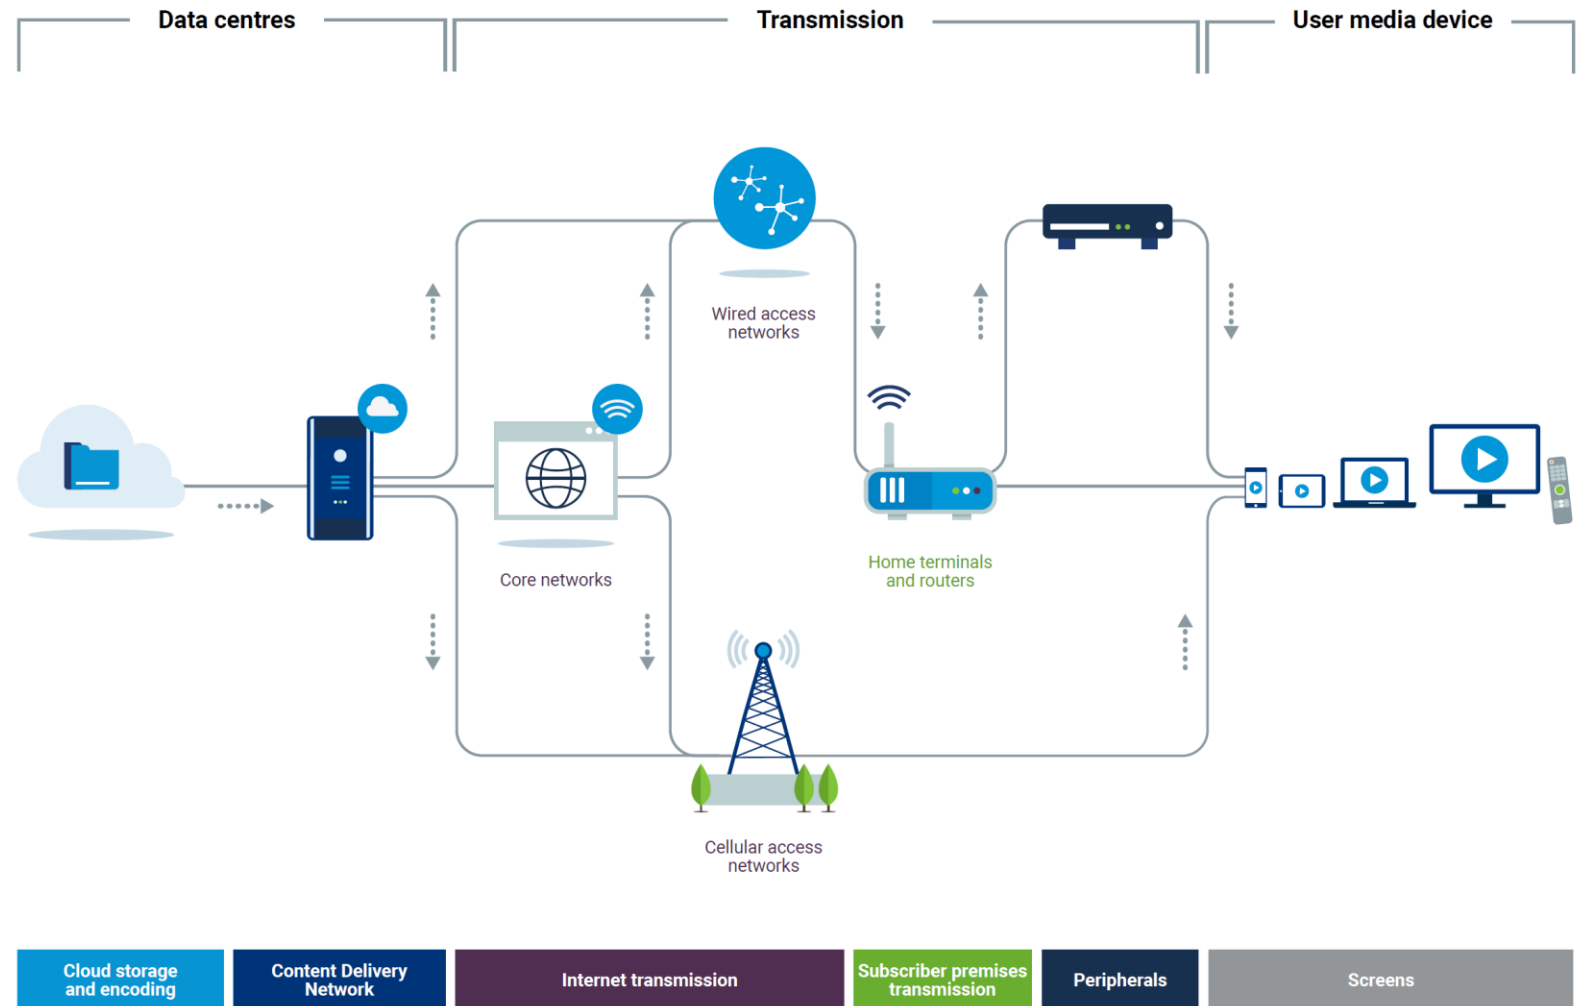 Data centres
Transmission
User media device
Wired access
networks
Core networks
Home terminals
and routers
Cellular access
networks
Cloud storage
and encoding
Content Delivery
Network
Internet transmission
Subscriber premises
transmission
Peripherals
Screens